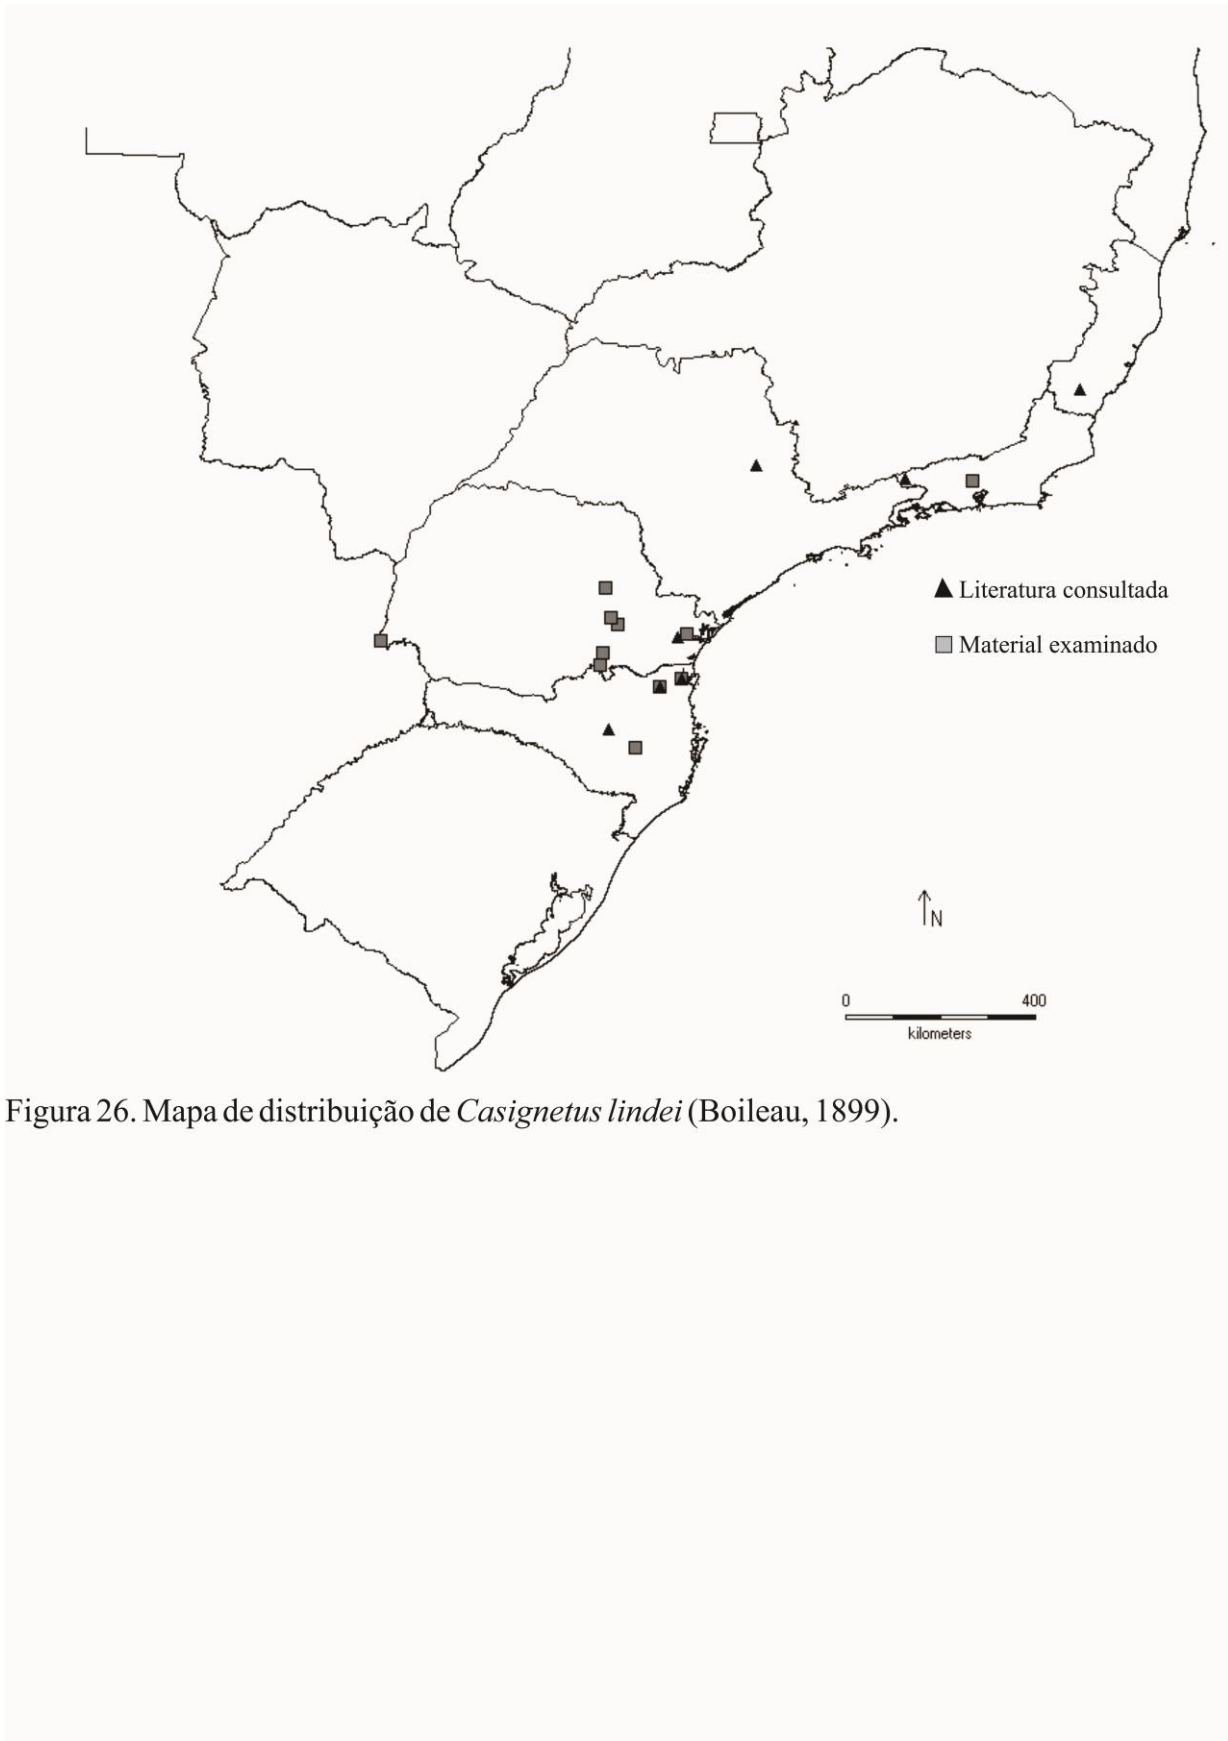 Literatura consultada
Material examinado
N
0 400
kilometers
Figura 26. Mapa de distribuição de Casignetus lindei (Boileau, 1899).